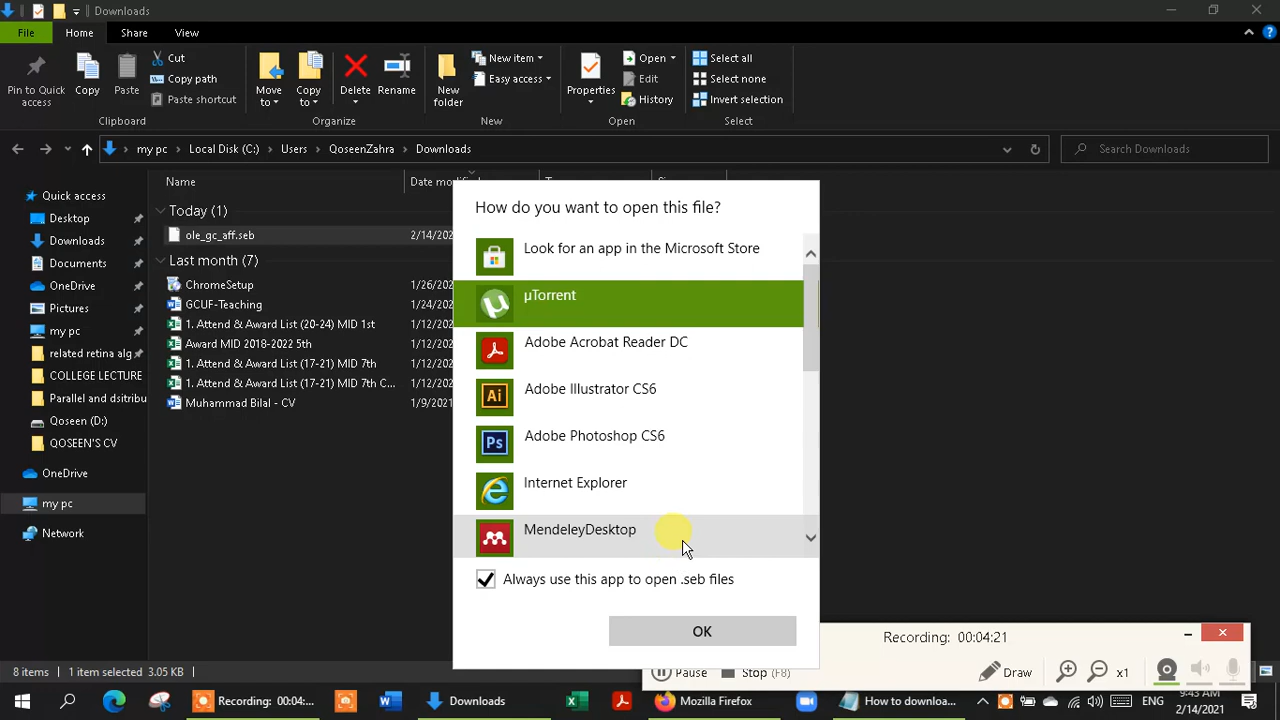 Downloads
File
Home
Share
View
Pin to Quick access
Copy
Paste
Cut
Copy path
Paste shortcut
Clipboard
Move to
Copy to
Delete
Rename
Organize
New folder
New item
Easy access
New
Properties
Open
Edit
History
Open
Select all
Select none
Invert selection
Select
my pc
Local Disk (C:)
Users
QoseenZahra
Downloads
Search Downloads
Quick access
Desktop
Downloads
Documents
OneDrive
Pictures
my pc
related retina alg
COLLEGE LECTURE
Parallel and dsitribu
Qoseen (D:)
QOSEEN'S CV
OneDrive
my pc
Network
Name
Date
Today (1)
ole_gc_aff.seb 2/14/202
Last month (7)
ChromeSetup 1/26/202
GCUF-Teaching 1/24/202
1. Attend & Award List (20-24) MID 1st 1/12/202
Award MID 2018-2022 5th 1/12/202
1. Attend & Award List (17-21) MID 7th 1/12/202
1. Attend & Award List (17-21) MID 7th C... 1/12/202
Muhammad Bilal - CV 1/9/2021
How do you want to open this file?
Look for an app in the Microsoft Store
µTorrent
Adobe Acrobat Reader DC
Ai Adobe Illustrator CS6
Ps Adobe Photoshop CS6
Internet Explorer
MendeleyDesktop
Always use this app to open .seb files
OK
Recording: 00:04:21
Pause
Stop (F8)
Draw
x1
8 items
1 item selected 3.05 KB
Recording: 00:04:...
Downloads
Mozilla Firefox
How to downloa...
ENG
9:43 AM
2/14/2021